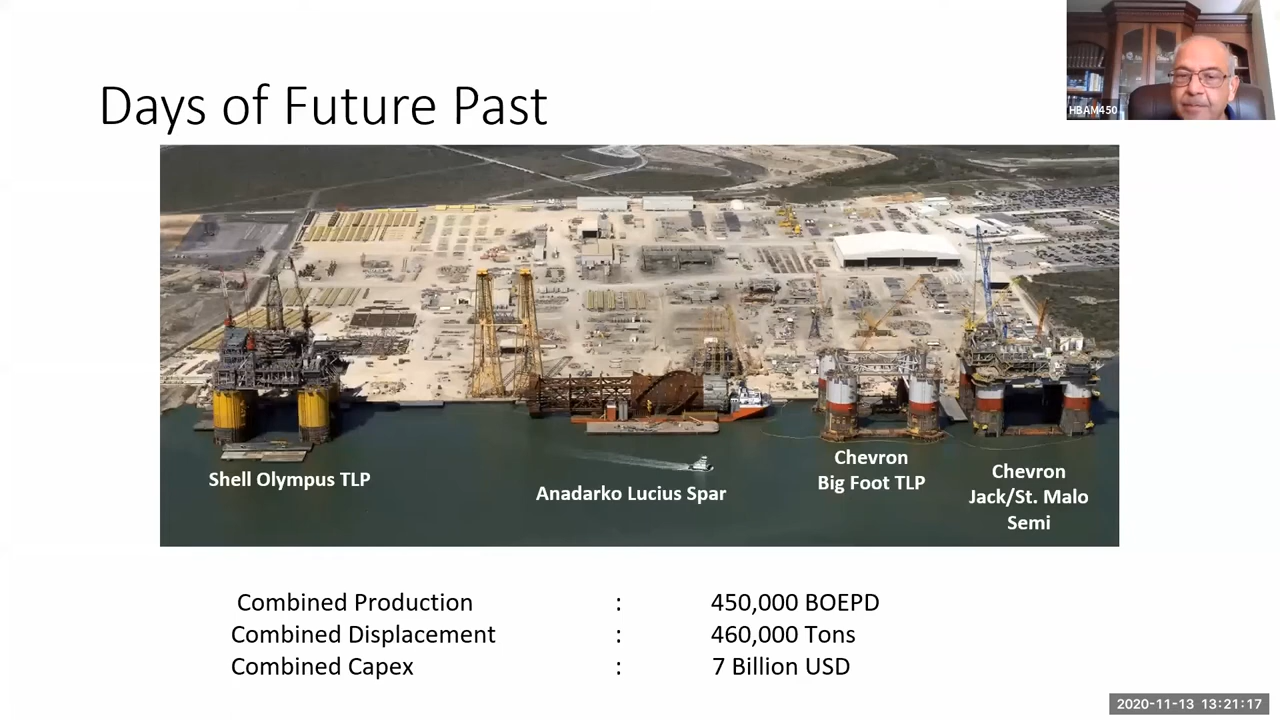 Days of Future Past
HBAM450
Shell Olympus TLP
Anadarko Lucius Spar
Chevron
Big Foot TLP
Chevron
Jack/St. Malo
Semi
Combined Production : 450,000 BOEPD
Combined Displacement : 460,000 Tons
Combined Capex : 7 Billion USD
2020-11-13 13:21:17